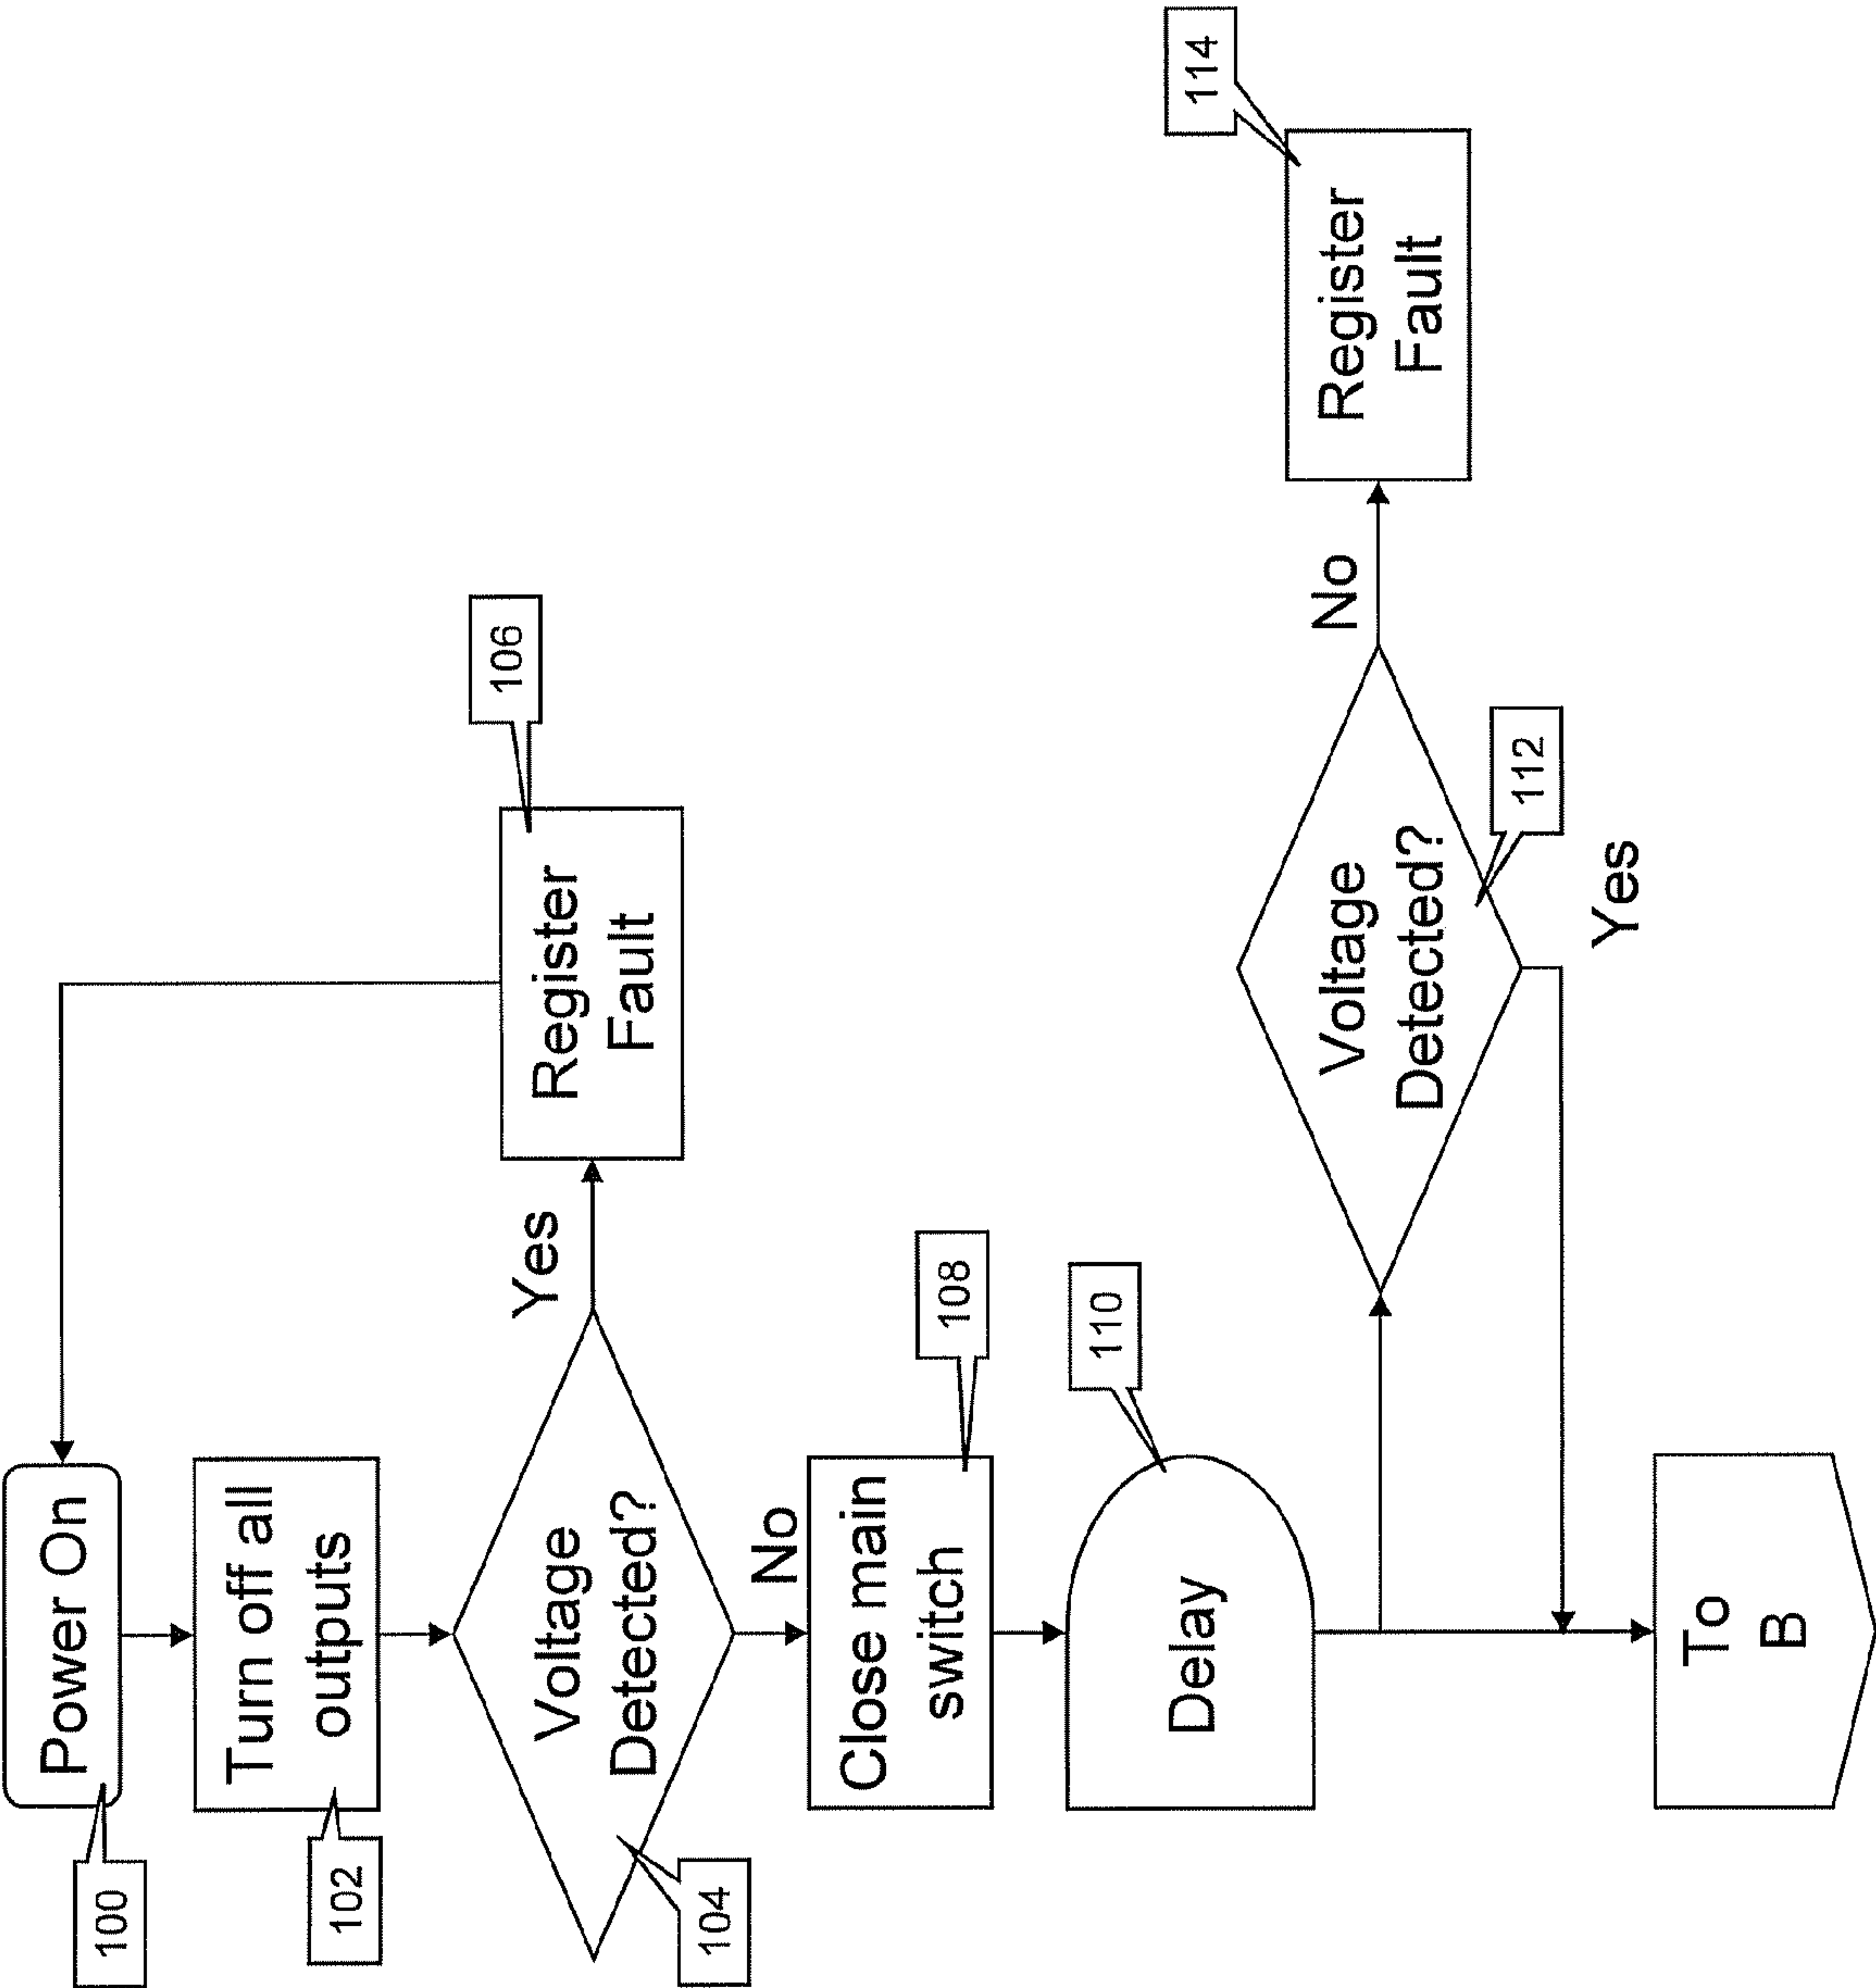 Power On
100
Turn off all
outputs
102
Voltage
Detected?
104
Yes
Register
Fault
106
No
Close main
switch
108
Delay
110
Voltage
Detected?
112
No
Register
Fault
114
Yes
To
B